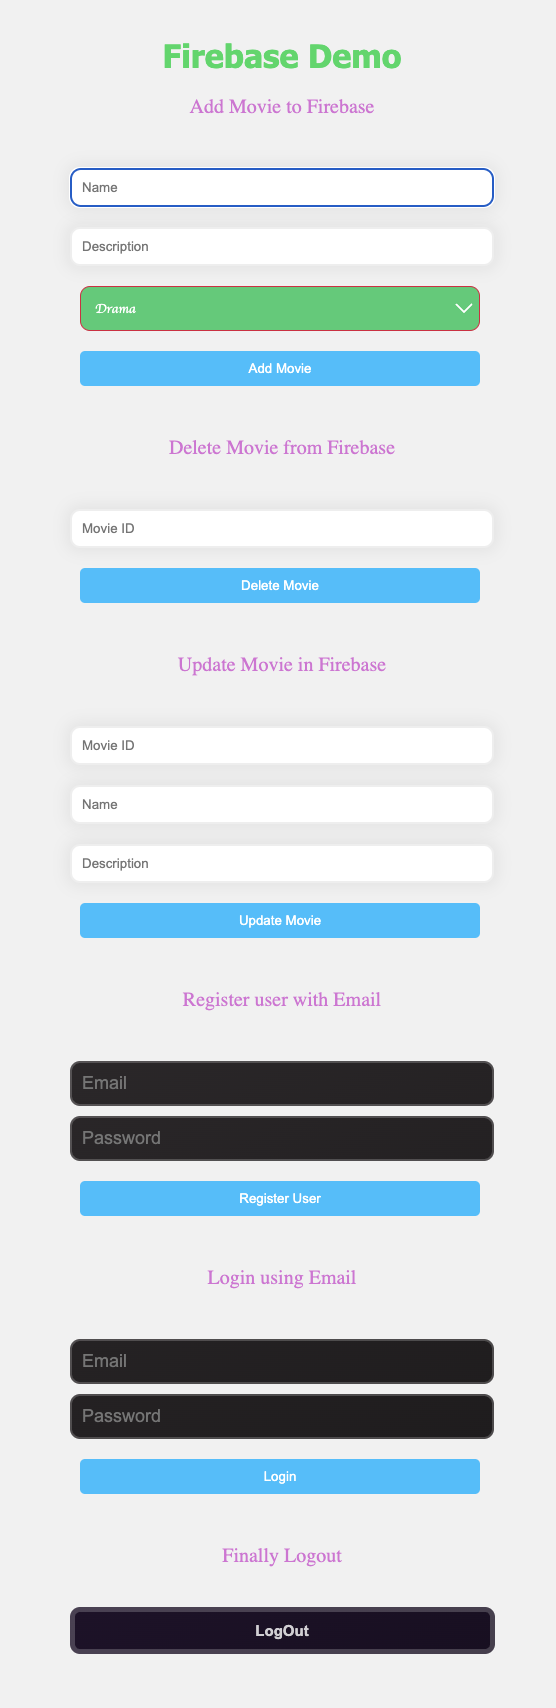 Firebase Demo
Add Movie to Firebase
Name
Description
Drama
Add Movie
Delete Movie from Firebase
Movie ID
Delete Movie
Update Movie in Firebase
Movie ID
Name
Description
Update Movie
Register user with Email
Email
Password
Register User
Login using Email
Email
Password
Login
Finally Logout
LogOut